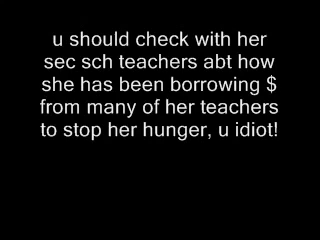 u should check with her
sec sch teachers abt how
she has been borrowing $
from many of her teachers
to stop her hunger, u idiot!